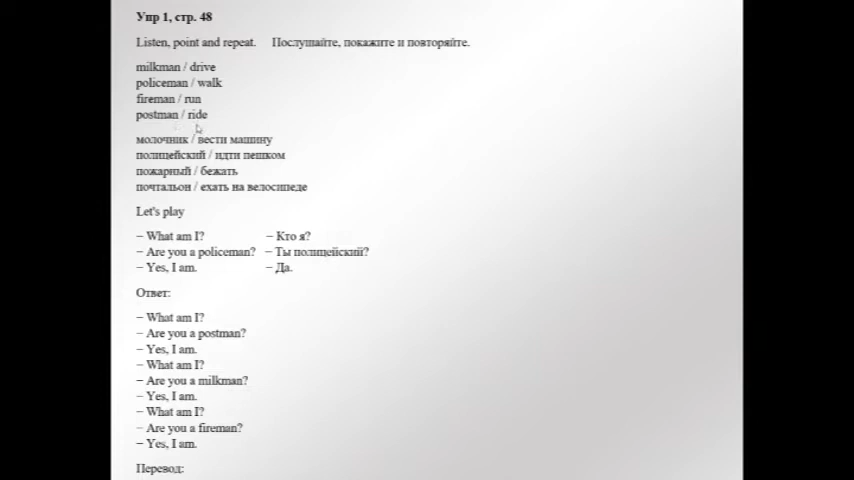 Упр 1, стр. 48
Listen, point and repeat. Послушайте, покажите и повторяйте.
milkman / drive
policeman / walk
fireman / run
postman / ride
молочник / вести машину
полицейский / идти пешком
пожарный / бежать
почтальон / ехать на велосипеде
Let's play
− What am I? − Кто я?
− Are you a policeman? − Ты полицейский?
− Yes, I am. − Да.
Ответ:
− What am I?
− Are you a postman?
− Yes, I am.
− What am I?
− Are you a milkman?
− Yes, I am.
− What am I?
− Are you a fireman?
− Yes, I am.
Перевод: